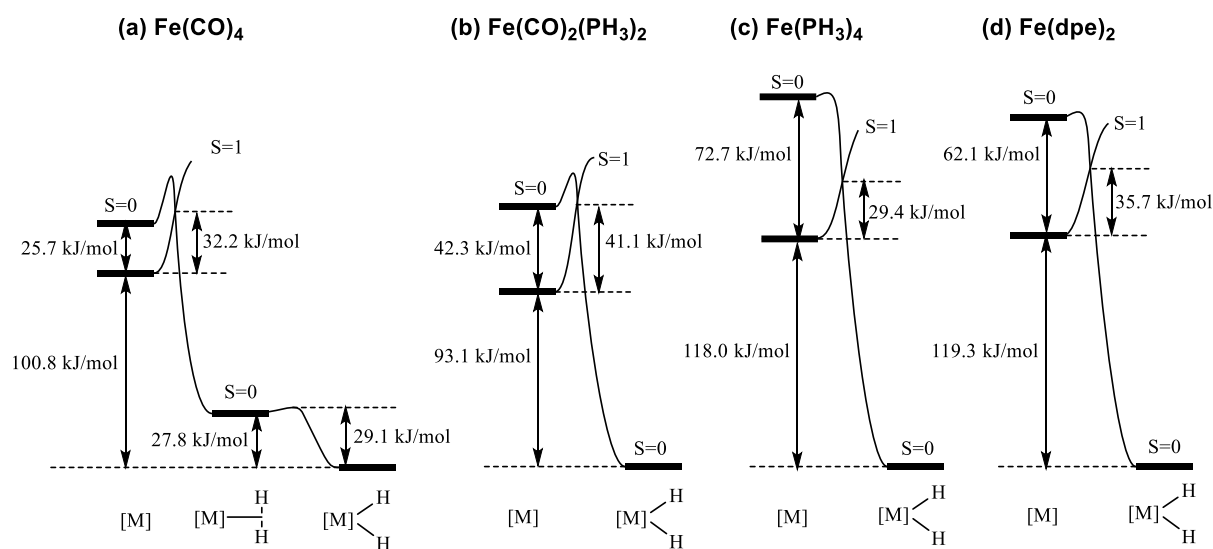 (a) Fe(CO)4
S=1
S=0
25.7 kJ/mol
32.2 kJ/mol
100.8 kJ/mol
S=0
27.8 kJ/mol
29.1 kJ/mol
[M]
[M] H H
[M] H H
(b) Fe(CO)2(PH3)2
S=1
S=0
42.3 kJ/mol
41.1 kJ/mol
93.1 kJ/mol
S=0
[M]
[M] H H
(c) Fe(PH3)4
S=0
S=1
72.7 kJ/mol
29.4 kJ/mol
118.0 kJ/mol
S=0
[M]
[M] H H
(d) Fe(dpe)2
S=0
S=1
62.1 kJ/mol
35.7 kJ/mol
119.3 kJ/mol
S=0
[M]
[M] H H